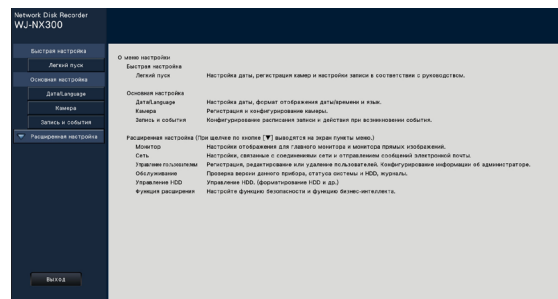 Network Disk Recorder
WJ-NX300
Быстрая настройка
Легкий пуск
Основная настройка
Дата/Language
Камера
Запись и события
Расширенная настройка
Выход
О меню настройки
Быстрая настройка
Легкий пуск Настройка даты, регистрация камер и настройки записи в соответствии с руководством.
Основная настройка
Дата/Language Настройка даты, формат отображения даты/времени и язык.
Камера Регистрация и конфигурирование камеры.
Запись и события Конфигурирование расписания записи и действия при возникновении события.
Расширенная настройка (При щелчке по кнопке [▼] выводятся на экран пункты меню.)
Монитор Настройки отображения для главного монитора и монитора прямых изображений.
Сеть Настройки, связанные с соединениями сети и отправлением сообщений электронной почты.
Управление пользователями Регистрация, редактирование или удаление пользователей. Конфигурирование информации об администраторе.
Обслуживание Проверка версии данного прибора, статуса системы и HDD, журналы.
Управление HDD Управление HDD. (форматирование HDD и др.)
Функция расширения Настройте функцию безопасности и функцию бизнес-интеллекта.